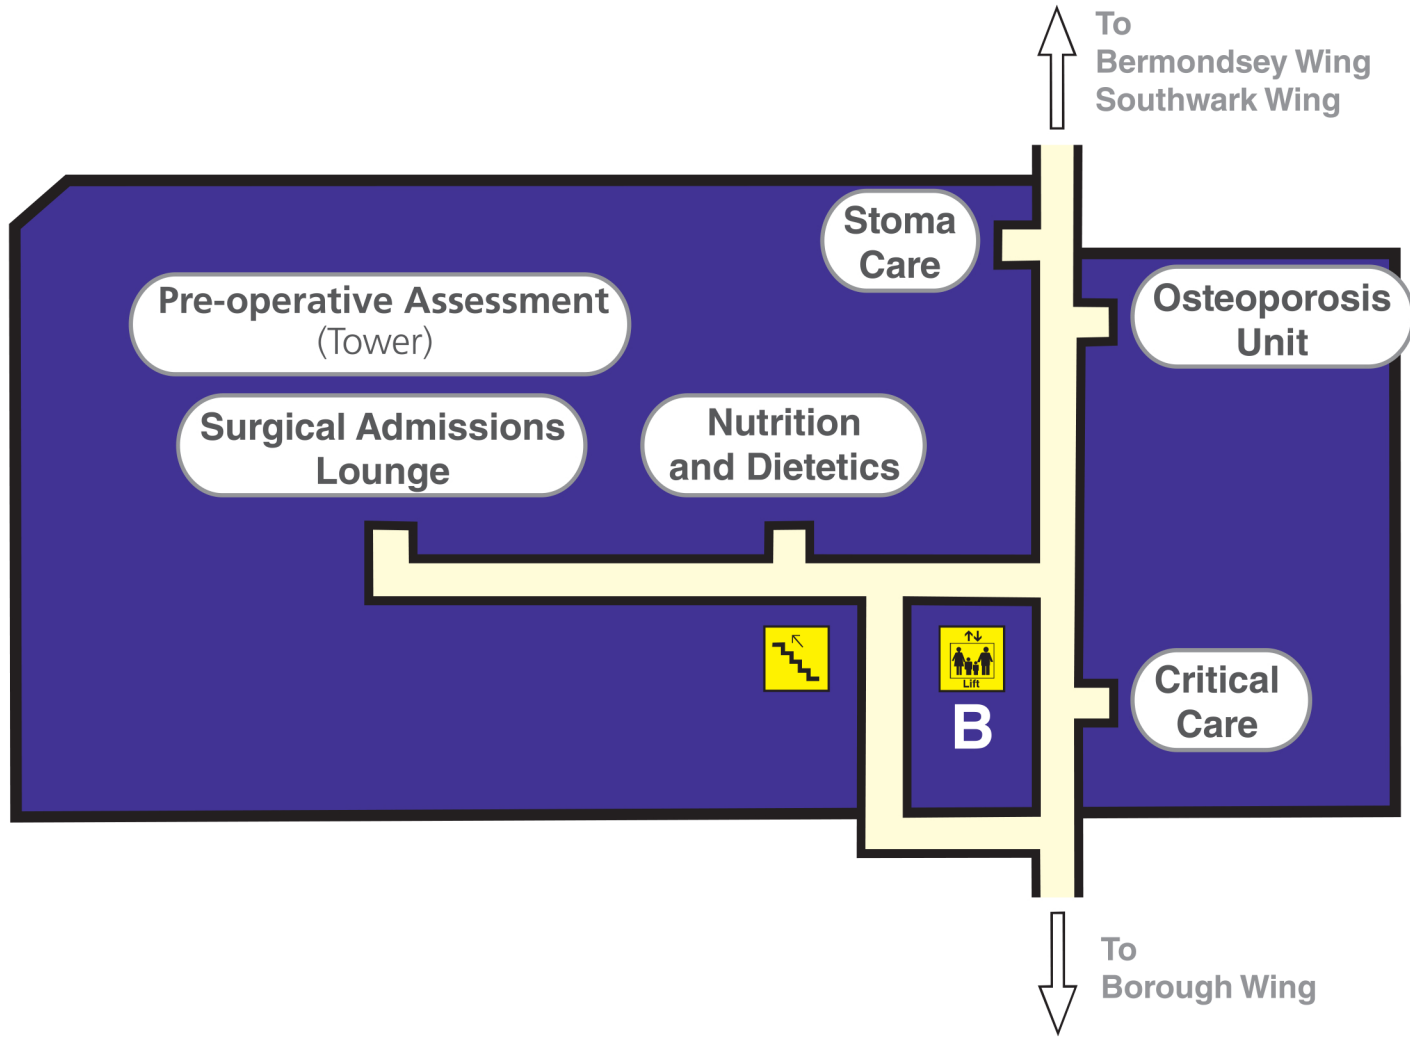 To
Bermondsey Wing
Southwark Wing
Stoma
Care
Pre-operative Assessment
(Tower)
Osteoporosis
Unit
Surgical Admissions
Lounge
Nutrition
and Dietetics
Lift
B
Critical
Care
To
Borough Wing